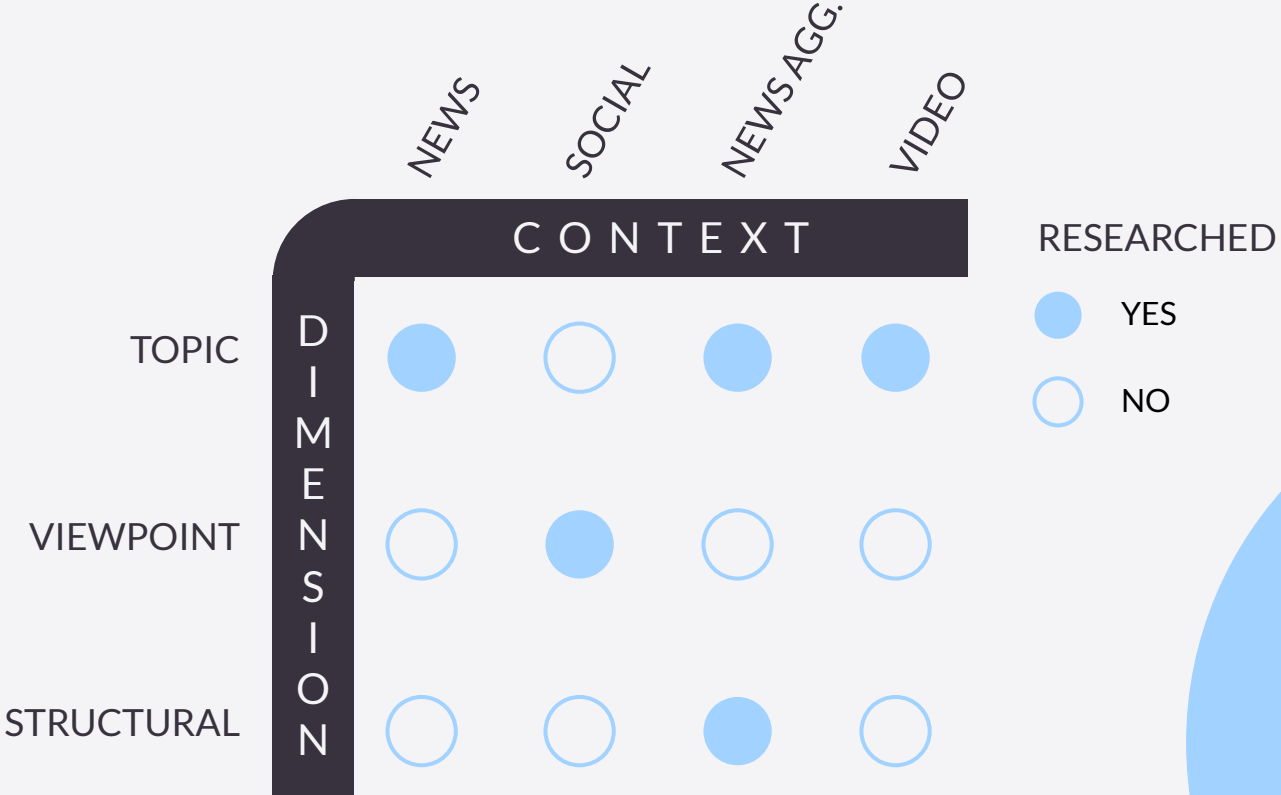 NEWS
SOCIAL
NEWS AGG.
VIDEO
CONTEXT
RESEARCHED
YES
NO
DIMENSION
TOPIC
VIEWPOINT
STRUCTURAL